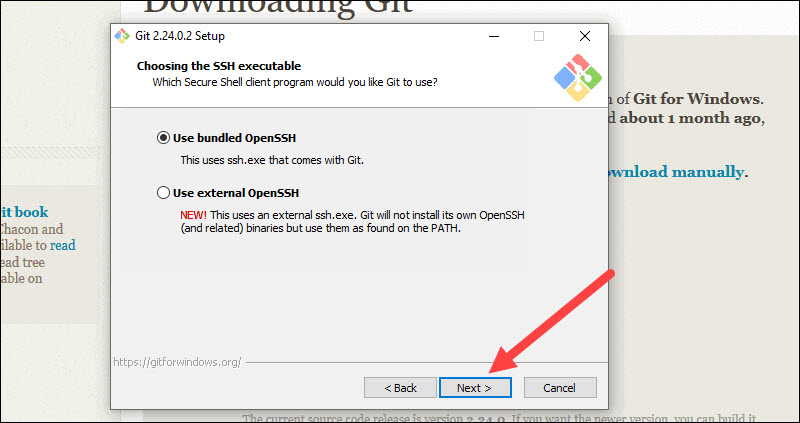 Downloading Git
Git 2.24.0.2 Setup
Choosing the SSH executable
Which Secure Shell client program would you like Git to use?
Use bundled OpenSSH
This uses ssh.exe that comes with Git.
Use external OpenSSH
NEW! This uses an external ssh.exe. Git will not install its own OpenSSH
(and related) binaries but use them as found on the PATH.
https://gitforwindows.org/
< Back
Next >
Cancel
of Git for Windows.
about 1 month ago,
manually.
book
Chacon and
to read
tree
on
The current source code release is version 2.24.0. If you want the newer version, you can build it